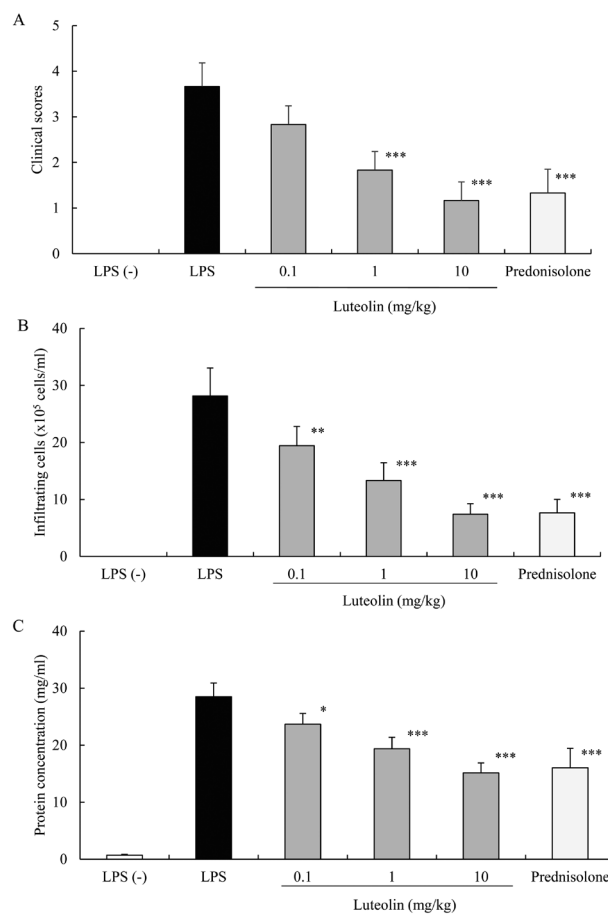 A
Clinical scores
5
4
3
2
1
0
***
***
***
LPS (-) LPS 0.1 1 10 Predonisolone
Luteolin (mg/kg)
B
Infiltrating cells (x10⁵ cells/ml)
40
30
20
10
0
**
***
***
***
LPS (-) LPS 0.1 1 10 Prednisolone
Luteolin (mg/kg)
C
Protein concentration (mg/ml)
40
30
20
10
0
*
***
***
***
LPS (-) LPS 0.1 1 10 Prednisolone
Luteolin (mg/kg)